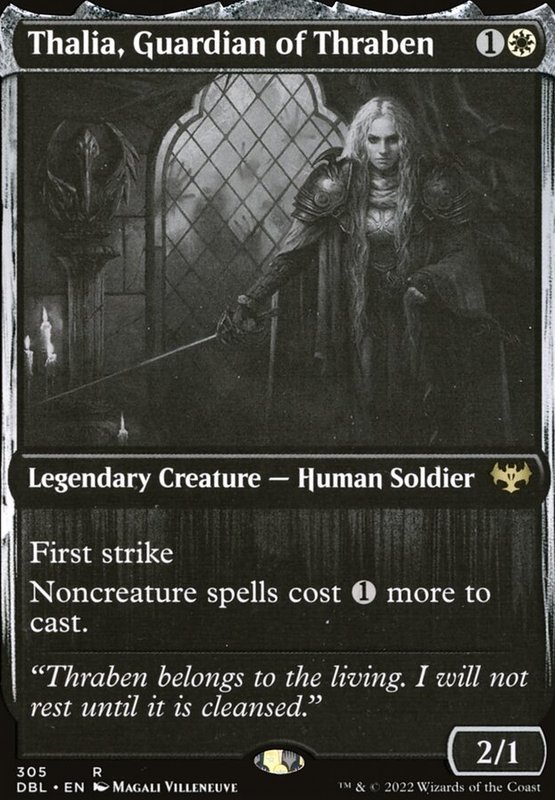 Thalia, Guardian of Thraben 1
Legendary Creature — Human Soldier
First strike
Noncreature spells cost 1 more to
cast.
“Thraben belongs to the living. I will not
rest until it is cleansed.”
2/1
305 R
DBL • EN Magali Villeneuve
™ & © 2022 Wizards of the Coast